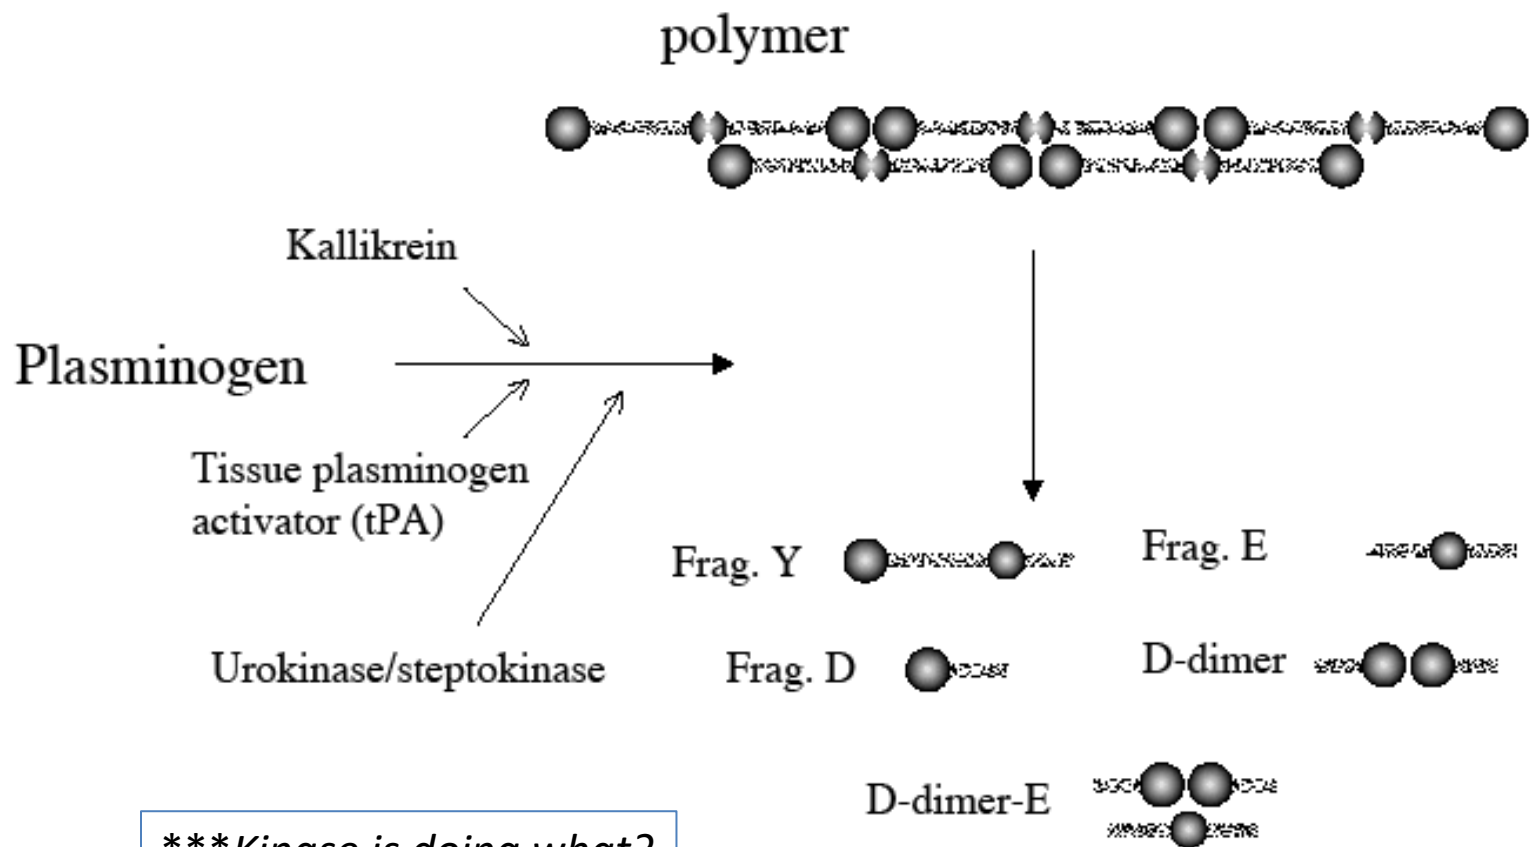 polymer
Kallikrein
Plasminogen
Tissue plasminogen
activator (tPA)
Urokinase/steptokinase
Frag. Y
Frag. E
Frag. D
D-dimer
D-dimer-E
***Kinase is doing what?